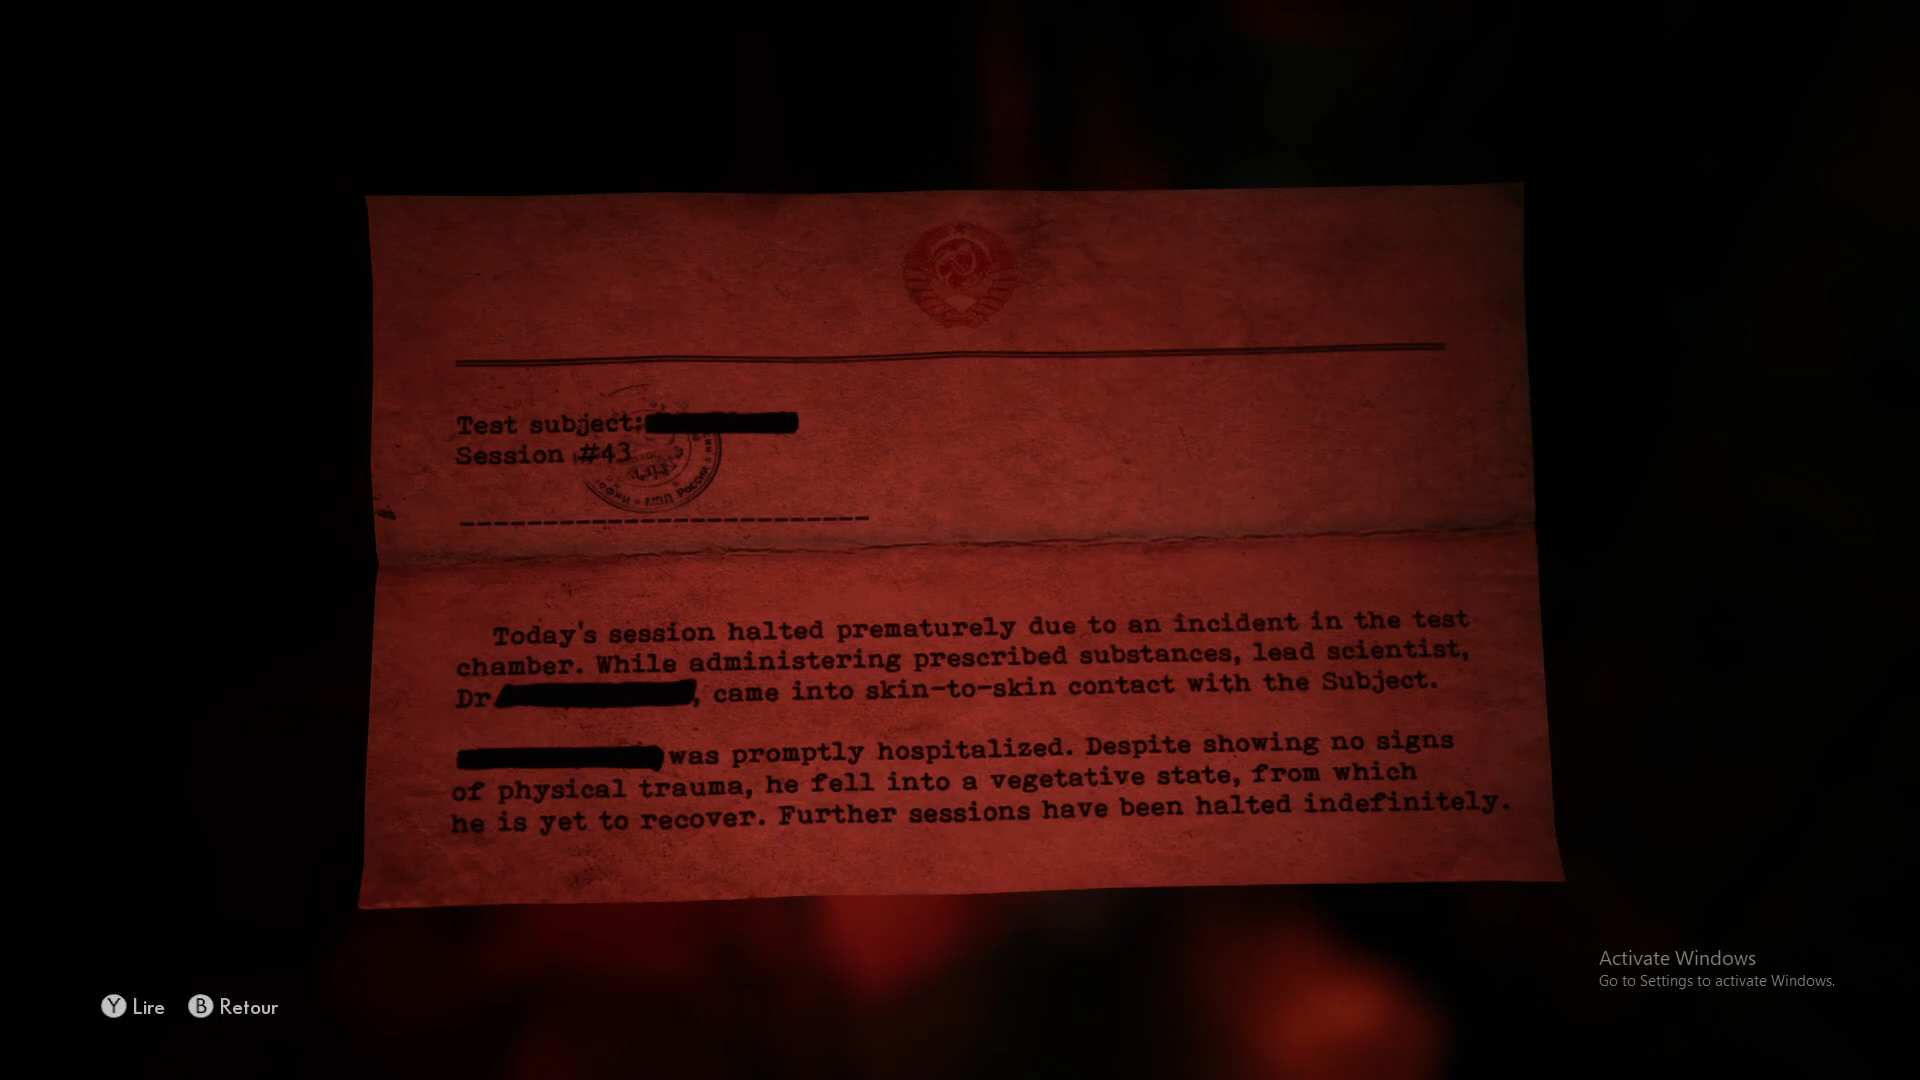 Test subject:
Session #43
России
Today's session halted prematurely due to an incident in the test
chamber. While administering prescribed substances, lead scientist,
Dr , came into skin-to-skin contact with the Subject.
was promptly hospitalized. Despite showing no signs
of physical trauma, he fell into a vegetative state, from which
he is yet to recover. Further sessions have been halted indefinitely.
Activate Windows
Go to Settings to activate Windows.
Y Lire B Retour